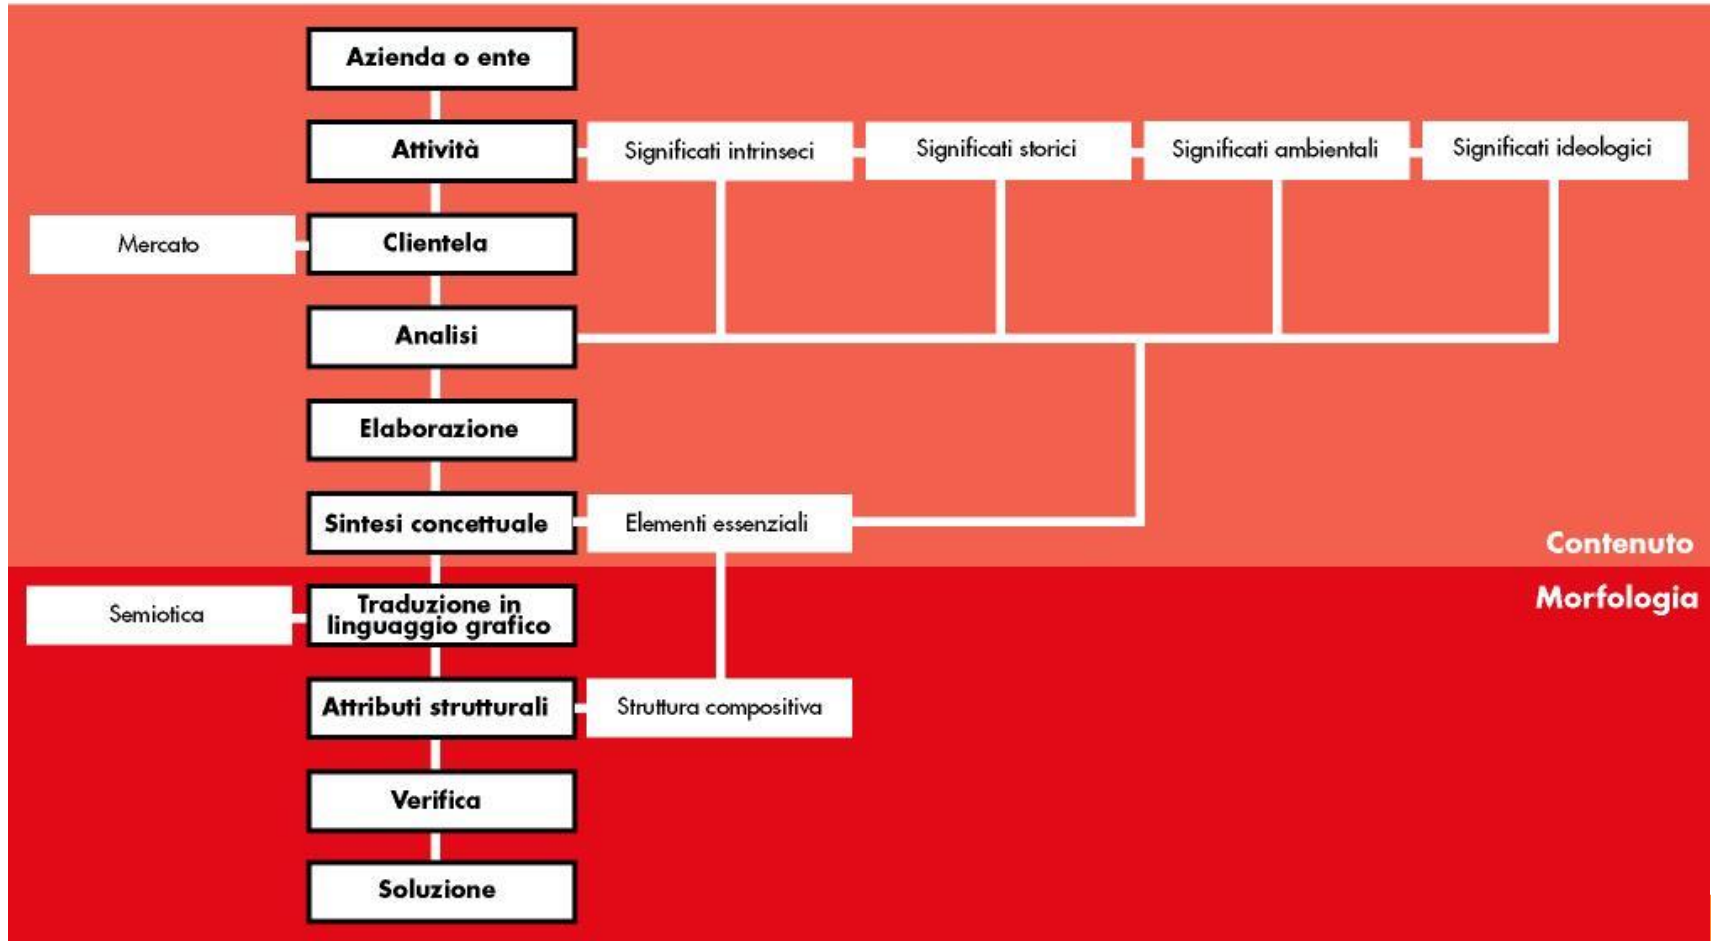 Azienda o ente
Attività
Significati intrinseci
Significati storici
Significati ambientali
Significati ideologici
Mercato
Clientela
Analisi
Elaborazione
Sintesi concettuale
Elementi essenziali
Contenuto
Morfologia
Semiotica
Traduzione in
linguaggio grafico
Attributi strutturali
Struttura compositiva
Verifica
Soluzione